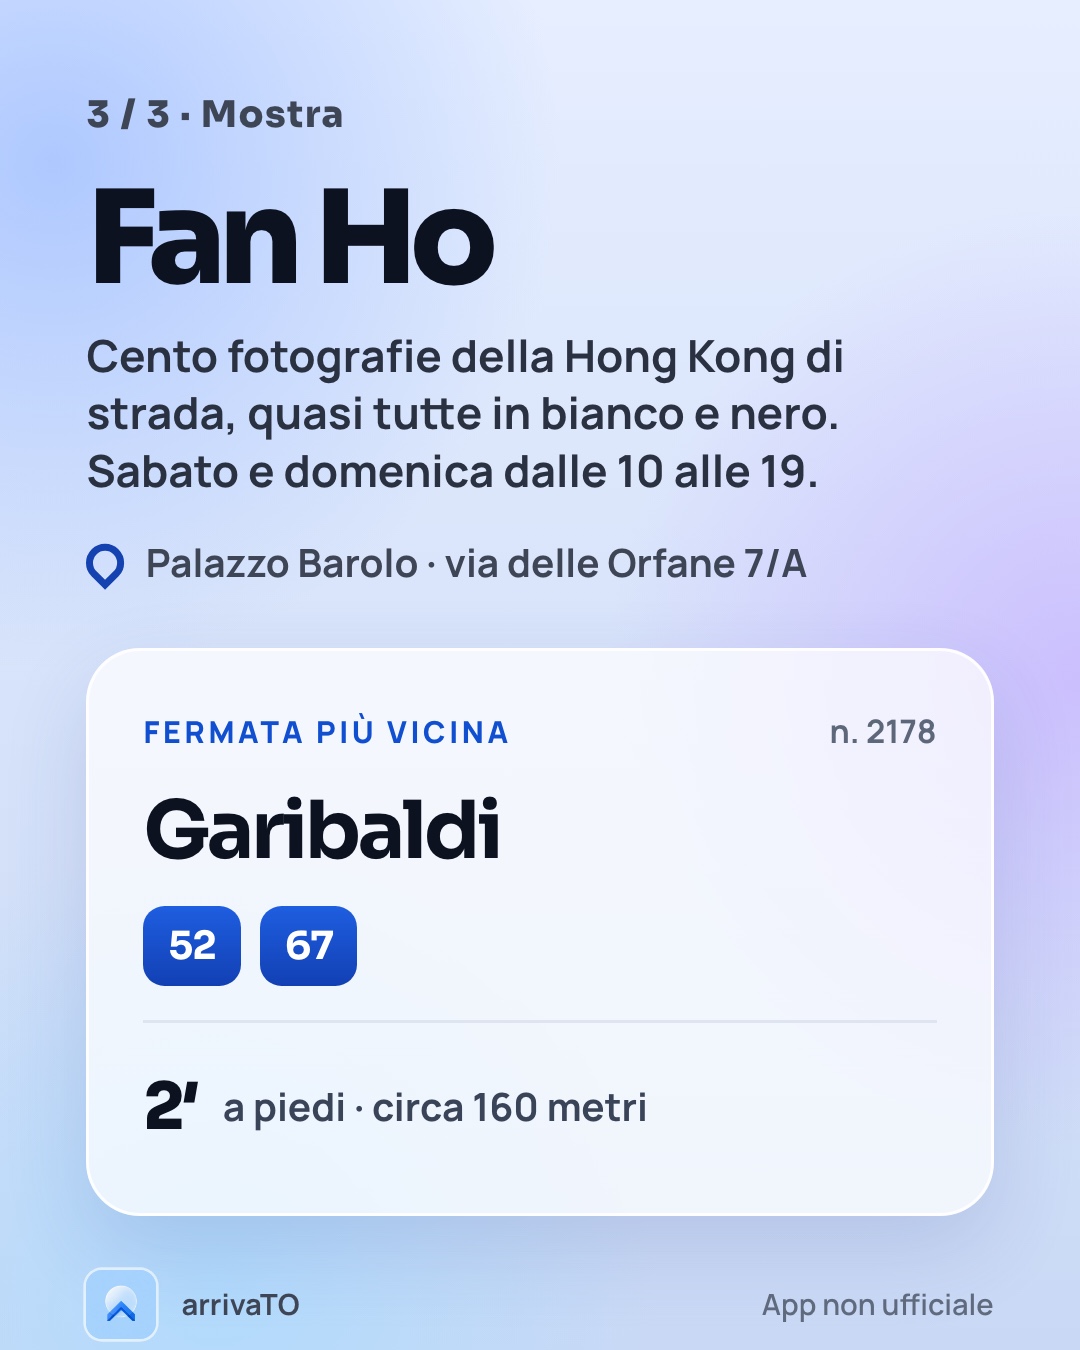 3 / 3 · Mostra
Fan Ho
Cento fotografie della Hong Kong di
strada, quasi tutte in bianco e nero.
Sabato e domenica dalle 10 alle 19.
Palazzo Barolo · via delle Orfane 7/A
FERMATA PIÙ VICINA
n. 2178
Garibaldi
52 67
2′ a piedi · circa 160 metri
arrivaTO
App non ufficiale